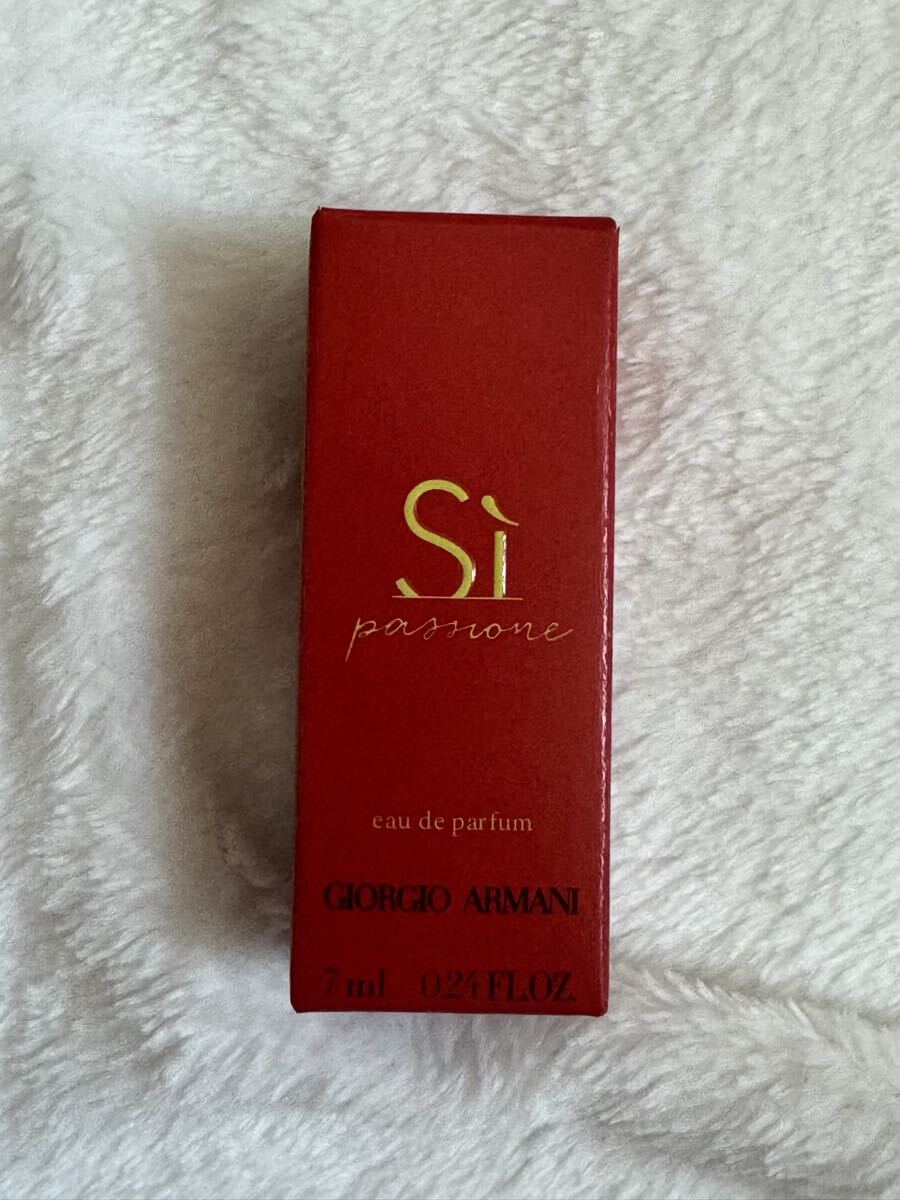 Sì
passione
eau de parfum
GIORGIO ARMANI
7 ml 0.24 FL.OZ.